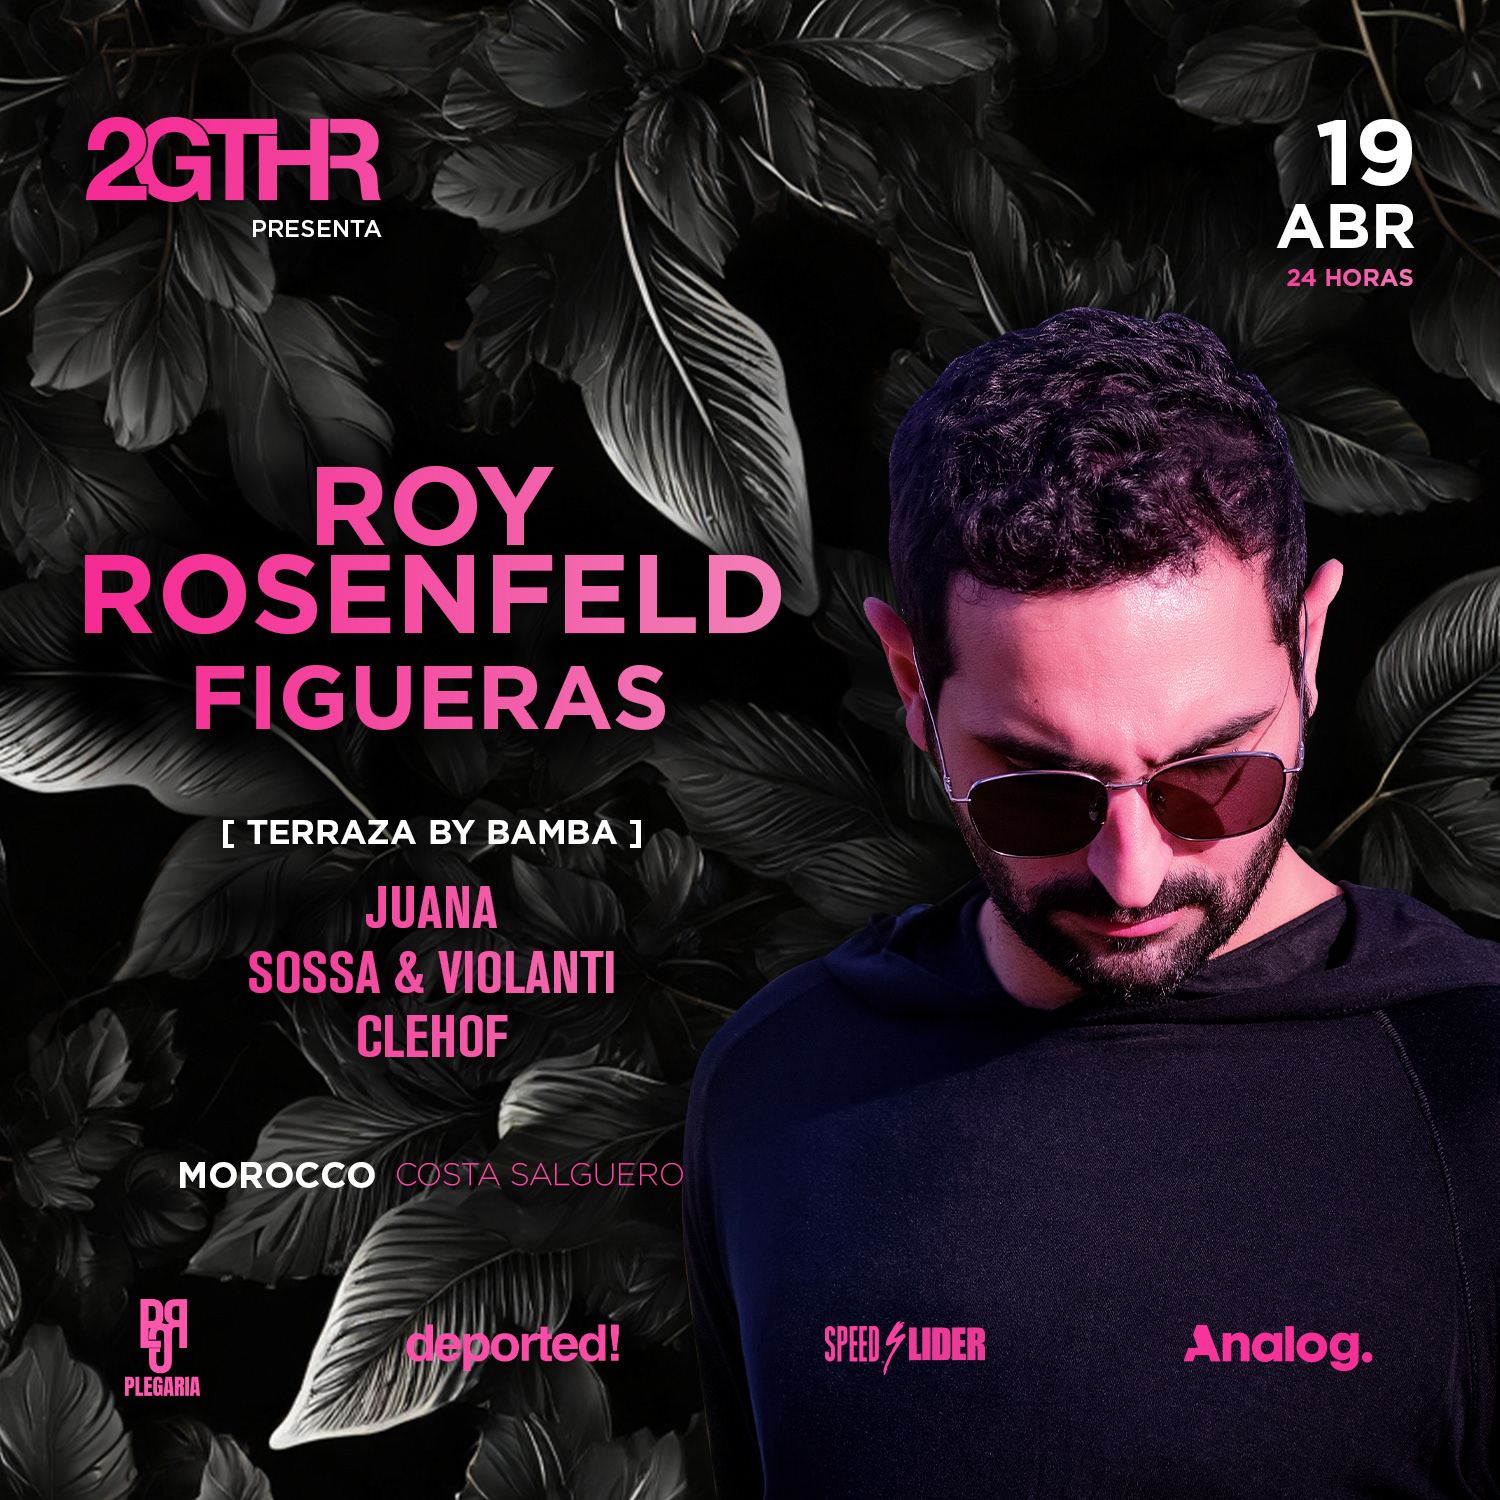 2GTHR
PRESENTA
19
ABR
24 HORAS
ROY
ROSENFELD
FIGUERAS
[ TERRAZA BY BAMBA ]
JUANA
SOSSA & VIOLANTI
CLEHOF
MOROCCO COSTA SALGUERO
PLEGARIA
deported!
SPEED SLIDER
Analog.